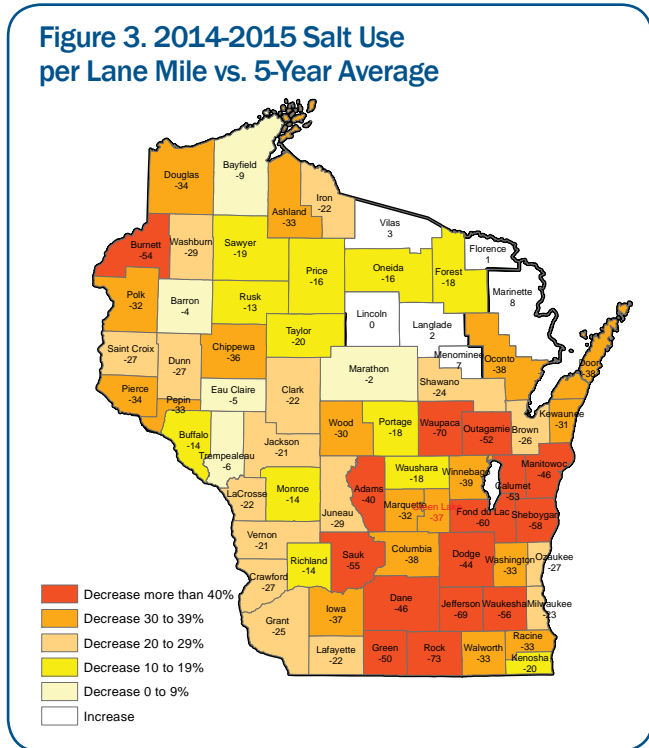 Figure 3. 2014-2015 Salt Use
per Lane Mile vs. 5-Year Average
Douglas
-34
Bayfield
-9
Ashland
-33
Iron
-22
Vilas
3
Florence
1
Marinette
8
Burnett
-54
Washburn
-29
Sawyer
-19
Price
-16
Oneida
-16
Forest
-18
Polk
-32
Barron
-4
Rusk
-13
Lincoln
0
Langlade
2
Taylor
-20
Menominee
7
Oconto
-38
Door
-38
Saint Croix
-27
Dunn
-27
Chippewa
-36
Marathon
-2
Shawano
-24
Pierce
-34
Pepin
-33
Eau Claire
-5
Clark
-22
Kewaunee
-31
Buffalo
-14
Trempealeau
-6
Jackson
-21
Wood
-30
Portage
-18
Waupaca
-70
Outagamie
-52
Brown
-26
Manitowoc
-46
LaCrosse
-22
Monroe
-14
Juneau
-29
Adams
-40
Waushara
-18
Winnebago
-39
Calumet
-53
Marquette
-32
Green Lake
-37
Fond du Lac
-60
Sheboygan
-58
Vernon
-21
Richland
-14
Sauk
-55
Columbia
-38
Dodge
-44
Washington
-33
Ozaukee
-27
Crawford
-27
Dane
-46
Jefferson
-69
Waukesha
-56
Milwaukee
-23
Grant
-25
Iowa
-37
Lafayette
-22
Green
-50
Rock
-73
Walworth
-33
Racine
-33
Kenosha
-20
Decrease more than 40%
Decrease 30 to 39%
Decrease 20 to 29%
Decrease 10 to 19%
Decrease 0 to 9%
Increase